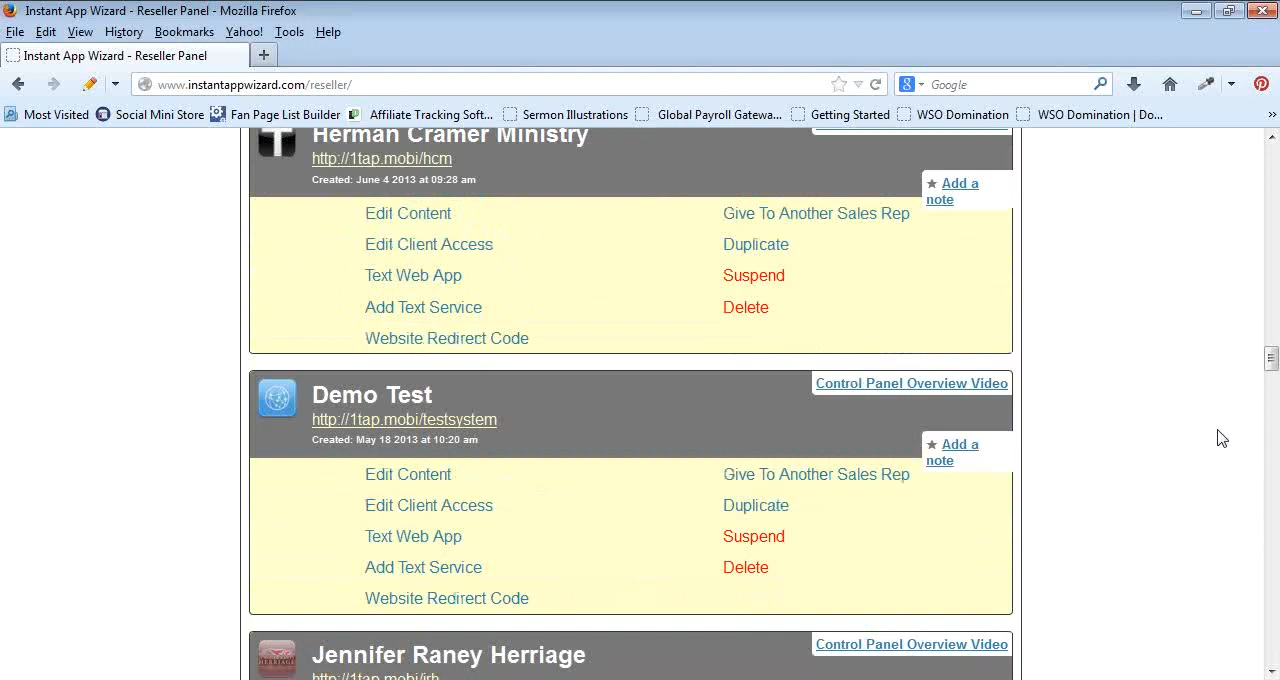 Instant App Wizard - Reseller Panel - Mozilla Firefox
File Edit View History Bookmarks Yahoo! Tools Help
Instant App Wizard - Reseller Panel
www.instantappwizard.com/reseller/
Google
Most Visited Social Mini Store Fan Page List Builder Affiliate Tracking Soft... Sermon Illustrations Global Payroll Gatewa... Getting Started WSO Domination WSO Domination | Do...
Herman Cramer Ministry
http://1tap.mobi/hcm
Created: June 4 2013 at 09:28 am
Add a note
Edit Content Give To Another Sales Rep
Edit Client Access Duplicate
Text Web App Suspend
Add Text Service Delete
Website Redirect Code
Demo Test Control Panel Overview Video
http://1tap.mobi/testsystem
Created: May 18 2013 at 10:20 am
Add a note
Edit Content Give To Another Sales Rep
Edit Client Access Duplicate
Text Web App Suspend
Add Text Service Delete
Website Redirect Code
Jennifer Raney Herriage Control Panel Overview Video
http://1tap.mobi/jrh